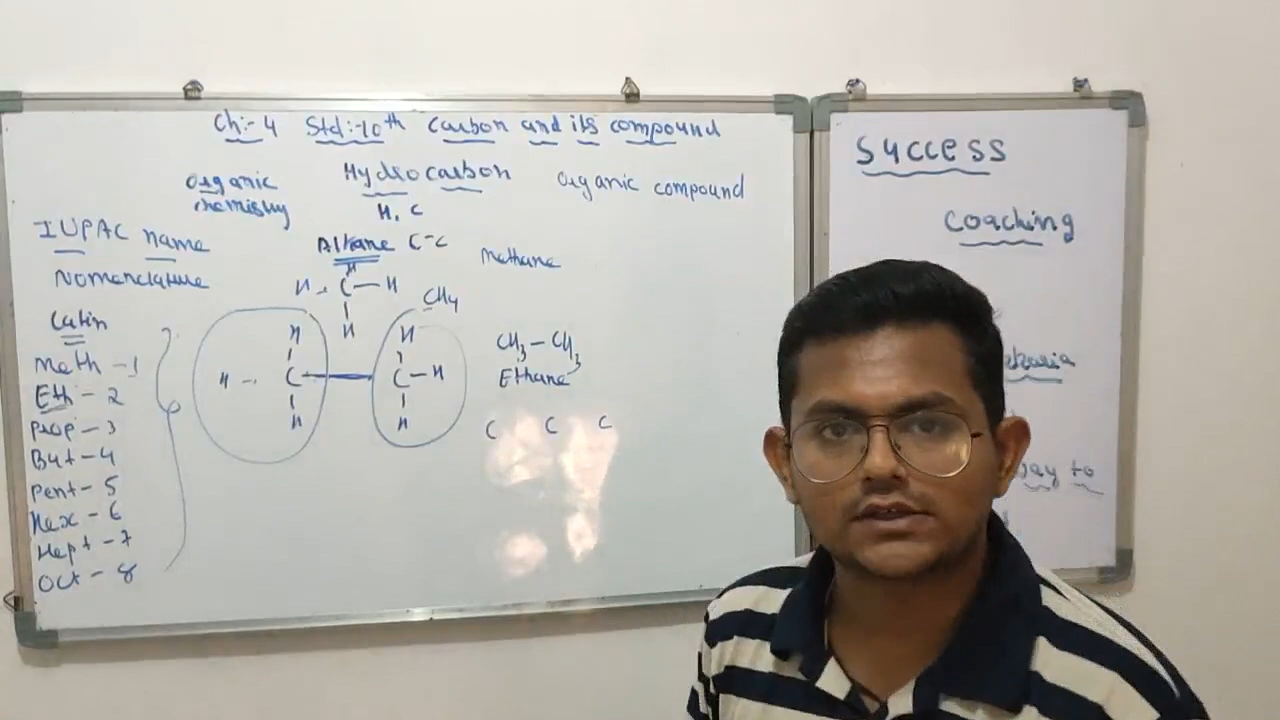 Ch:- 4 Std:-10th Carbon and its compound
Organic chemistry
Hydrocarbon
H, C
Organic compound
IUPAC name
Nomenclature
Alkane C-C
Methane
H
H - C - H
H
CH4
Latin
Meth - 1
Eth - 2
Prop - 3
But - 4
Pent - 5
Hex - 6
Hept - 7
Oct - 8
H H
H - C - C - H
H H
CH3 - CH3
Ethane
C C C
Success
Coaching
way to